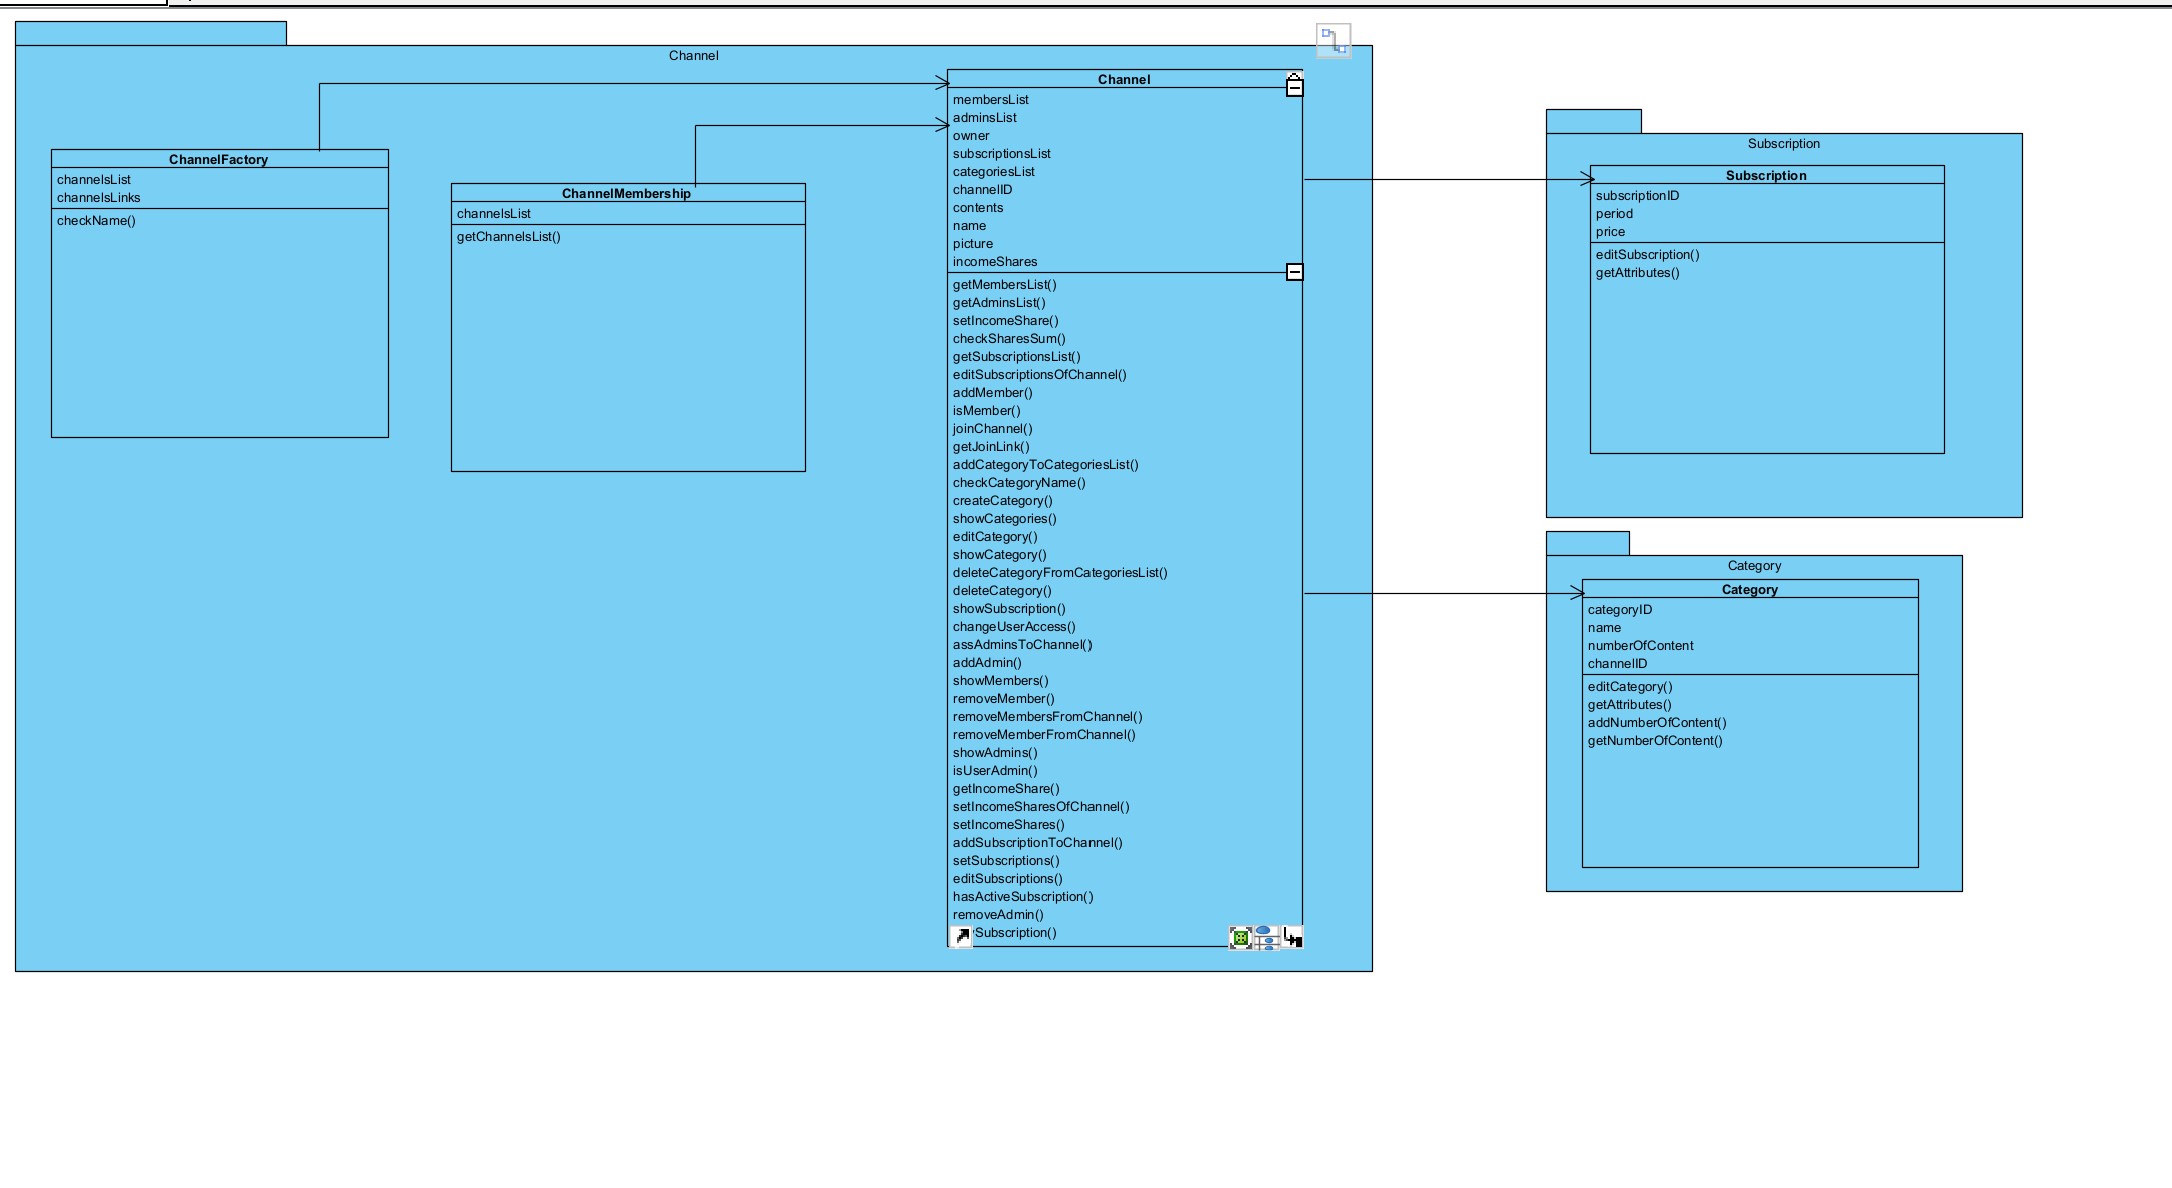 Channel
ChannelFactory
channelsList
channelsLinks
checkName()
ChannelMembership
channelsList
getChannelsList()
Channel
membersList
adminsList
owner
subscriptionsList
categoriesList
channelID
contents
name
picture
incomeShares
getMembersList()
getAdminsList()
setIncomeShare()
checkSharesSum()
getSubscriptionsList()
editSubscriptionsOfChannel()
addMember()
isMember()
joinChannel()
getJoinLink()
addCategoryToCategoriesList()
checkCategoryName()
createCategory()
showCategories()
editCategory()
showCategory()
deleteCategoryFromCategoriesList()
deleteCategory()
showSubscription()
changeUserAccess()
assAdminsToChannel()
addAdmin()
showMembers()
removeMember()
removeMembersFromChannel()
removeMemberFromChannel()
showAdmins()
isUserAdmin()
getIncomeShare()
setIncomeSharesOfChannel()
setIncomeShares()
addSubscriptionToChannel()
setSubscriptions()
editSubscriptions()
hasActiveSubscription()
removeAdmin()
Subscription()
Subscription
Subscription
subscriptionID
period
price
editSubscription()
getAttributes()
Category
Category
categoryID
name
numberOfContent
channelID
editCategory()
getAttributes()
addNumberOfContent()
getNumberOfContent()